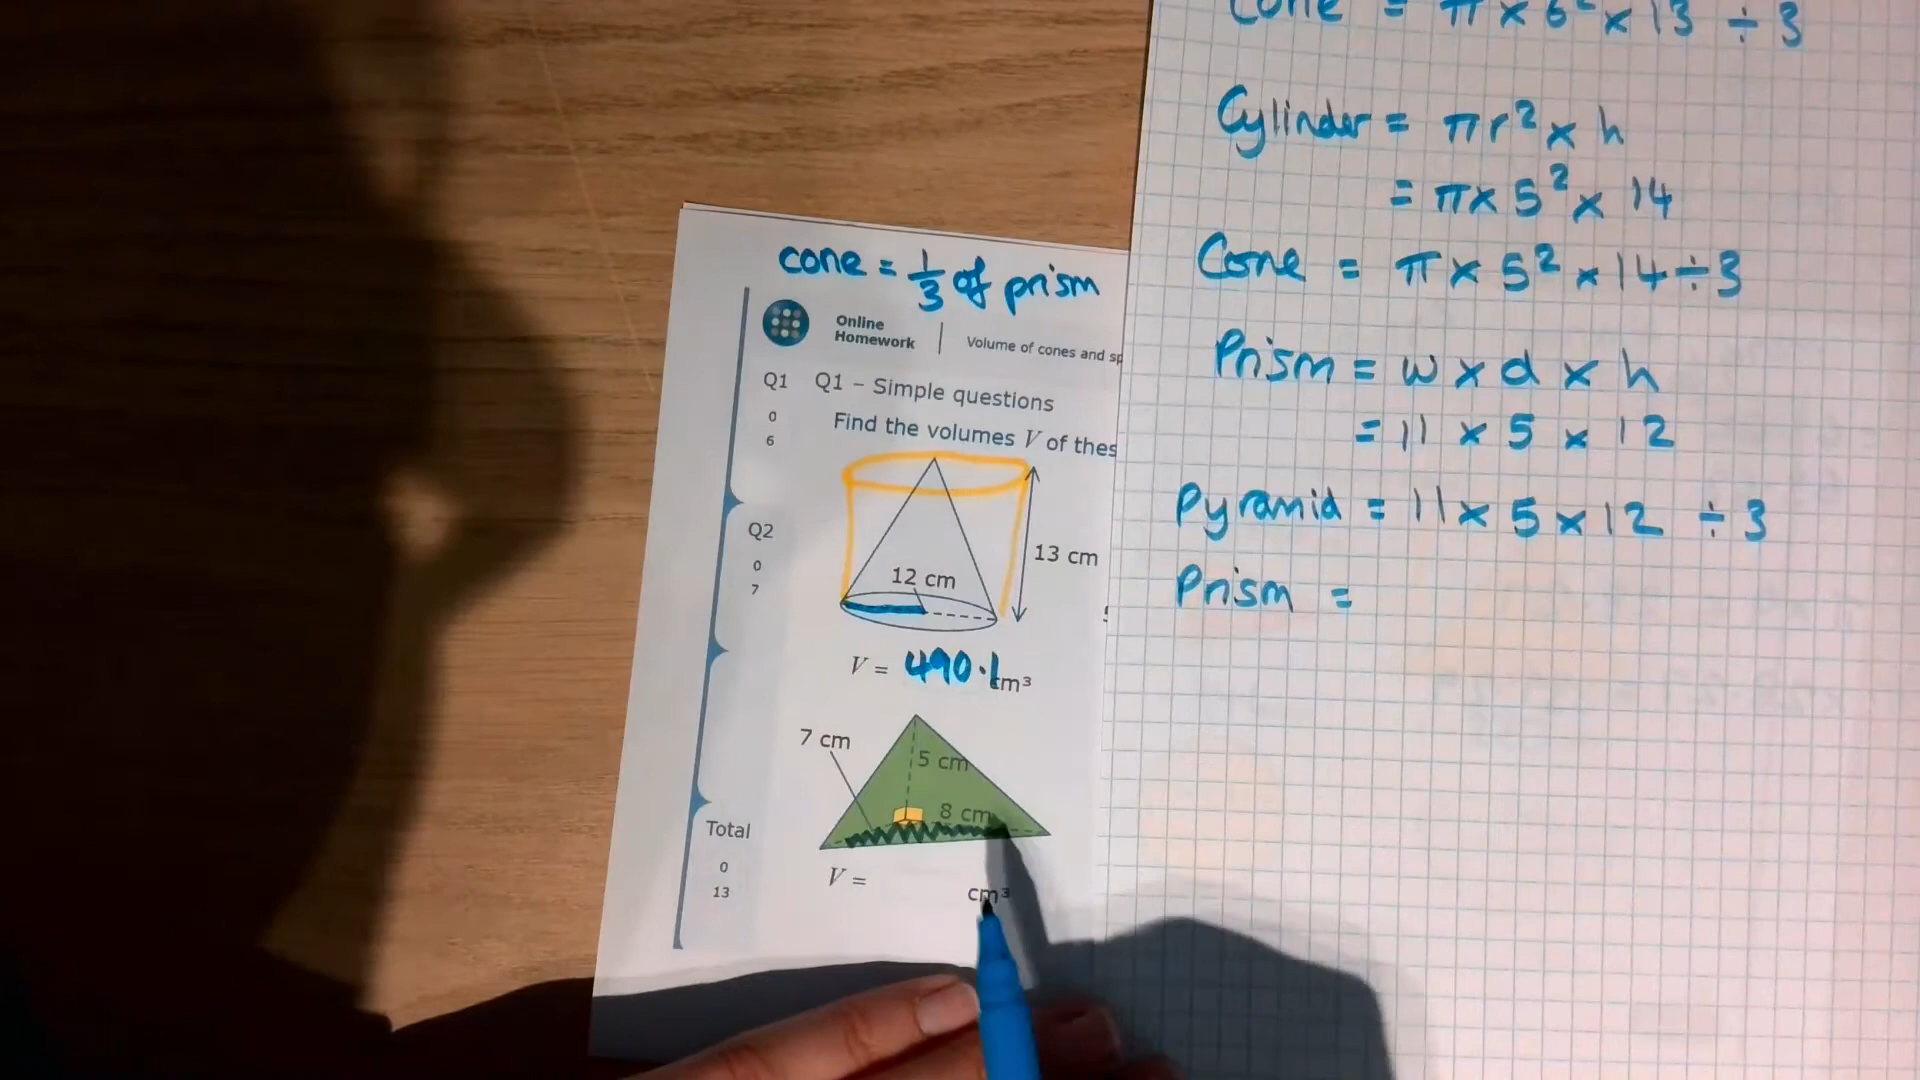 cone = 1/3 of prism
Online
Homework
Volume of cones and sp
Q1
0
6
Q1 – Simple questions
Find the volumes V of thes
13 cm
12 cm
V = 490.1 cm³
Q2
0
7
7 cm
5 cm
8 cm
V = cm³
Total
0
13
Cone = π x 6² x 13 ÷ 3
Cylinder = πr² x h
= π x 5² x 14
Cone = π x 5² x 14 ÷ 3
Prism = w x d x h
= 11 x 5 x 12
Pyramid = 11 x 5 x 12 ÷ 3
Prism =